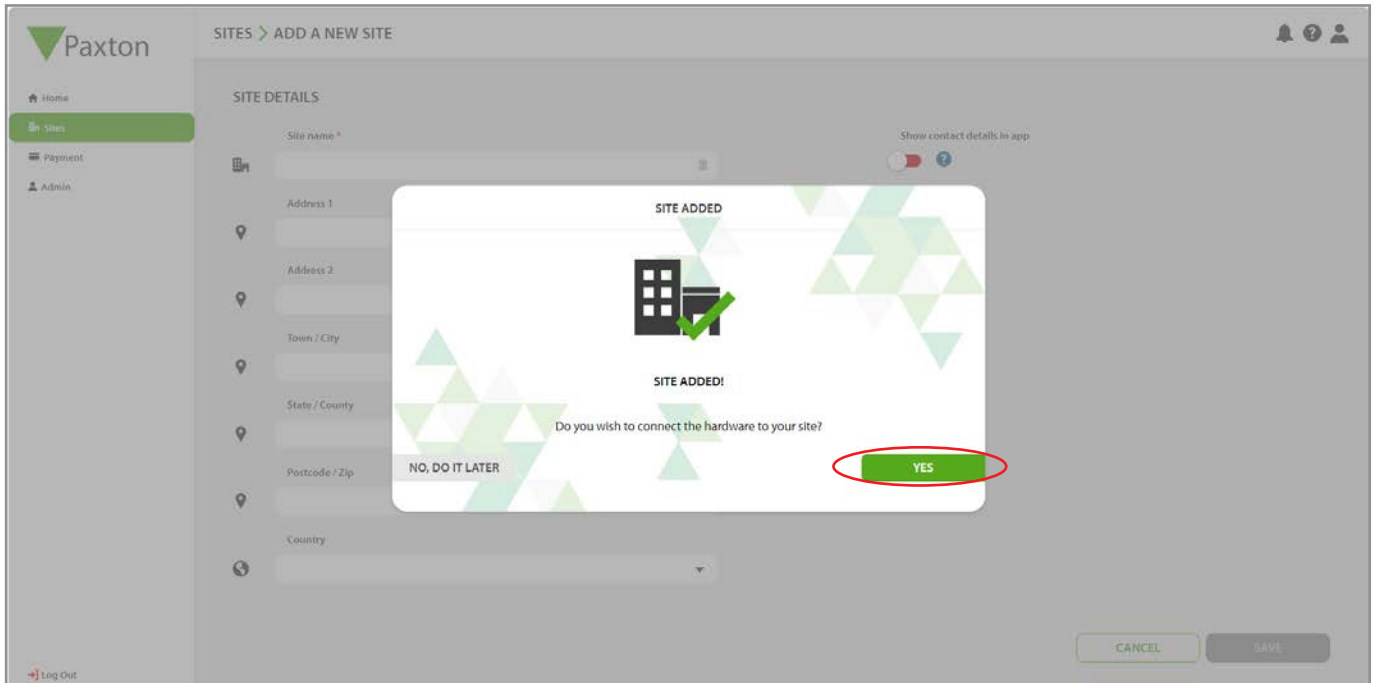 Paxton
SITES > ADD A NEW SITE
Home
Sites
Payment
Admin
Log Out
SITE DETAILS
Site name *
Show contact details in app
Address 1
Address 2
Town / City
State / County
Postcode / Zip
Country
SITE ADDED
SITE ADDED!
Do you wish to connect the hardware to your site?
NO, DO IT LATER
YES
CANCEL
SAVE